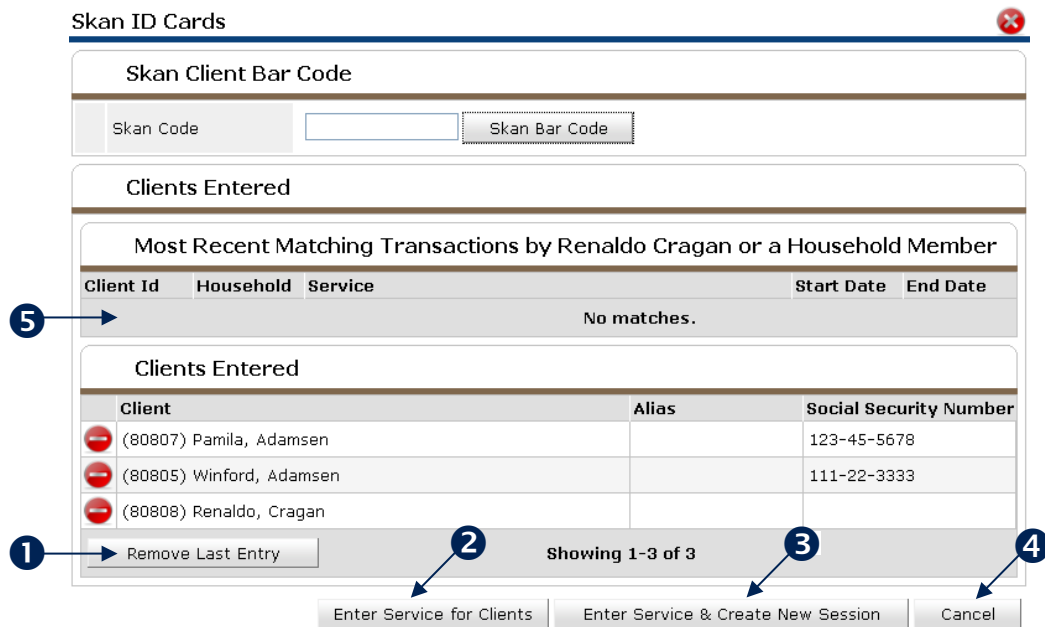 Skan ID Cards
Skan Client Bar Code
Skan Code Skan Bar Code
Clients Entered
Most Recent Matching Transactions by Renaldo Cragan or a Household Member
Client Id Household Service Start Date End Date
5 No matches.
Clients Entered
Client Alias Social Security Number
(80807) Pamila, Adamsen 123-45-5678
(80805) Winford, Adamsen 111-22-3333
(80808) Renaldo, Cragan
1 Remove Last Entry 2 Showing 1-3 of 3 3 4
Enter Service for Clients Enter Service & Create New Session Cancel